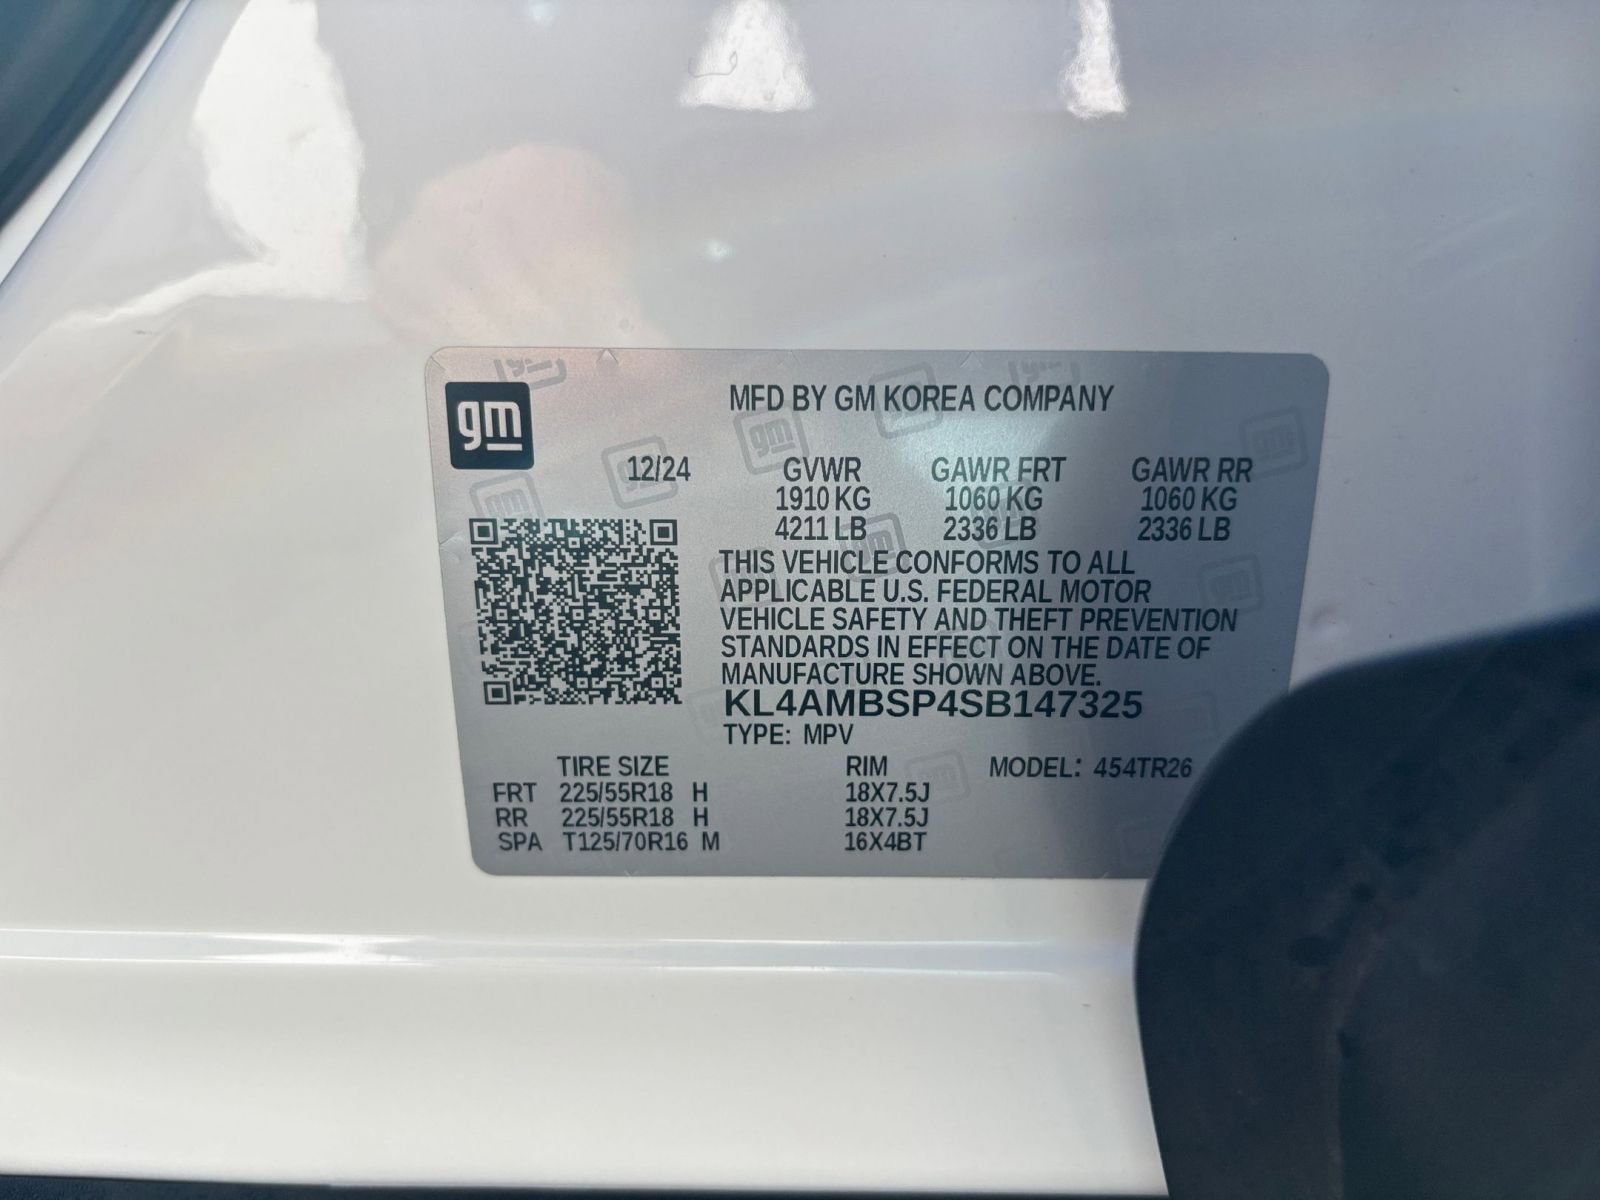 gm
MFD BY GM KOREA COMPANY
12/24 GVWR GAWR FRT GAWR RR
1910 KG 1060 KG 1060 KG
4211 LB 2336 LB 2336 LB
THIS VEHICLE CONFORMS TO ALL
APPLICABLE U.S. FEDERAL MOTOR
VEHICLE SAFETY AND THEFT PREVENTION
STANDARDS IN EFFECT ON THE DATE OF
MANUFACTURE SHOWN ABOVE.
KL4AMBSP4SB147325
TYPE: MPV
TIRE SIZE RIM MODEL: 454TR26
FRT 225/55R18 H 18X7.5J
RR 225/55R18 H 18X7.5J
SPA T125/70R16 M 16X4BT